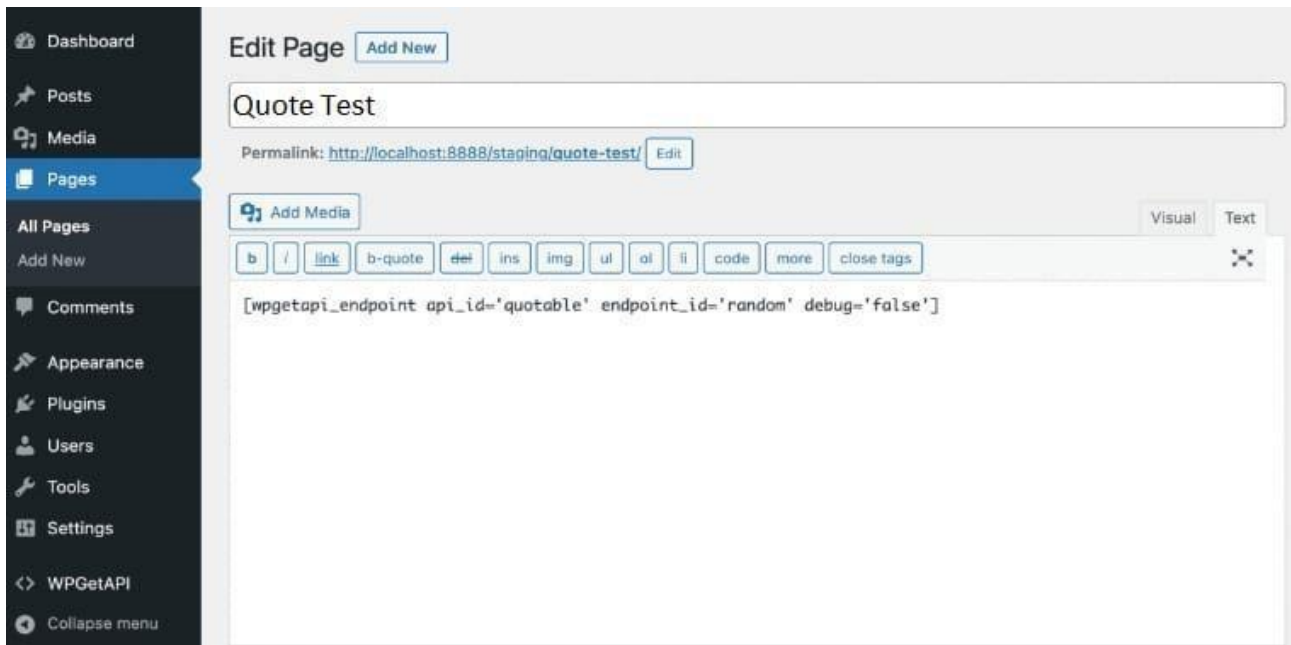 Dashboard
Posts
Media
Pages
All Pages
Add New
Comments
Appearance
Plugins
Users
Tools
Settings
<> WPGetAPI
Collapse menu
Edit Page Add New
Quote Test
Permalink: http://localhost:8888/staging/quote-test/ Edit
Add Media
Visual Text
b i link b-quote del ins img ul ol li code more close tags
[wpgetapi_endpoint api_id='quotable' endpoint_id='random' debug='false']